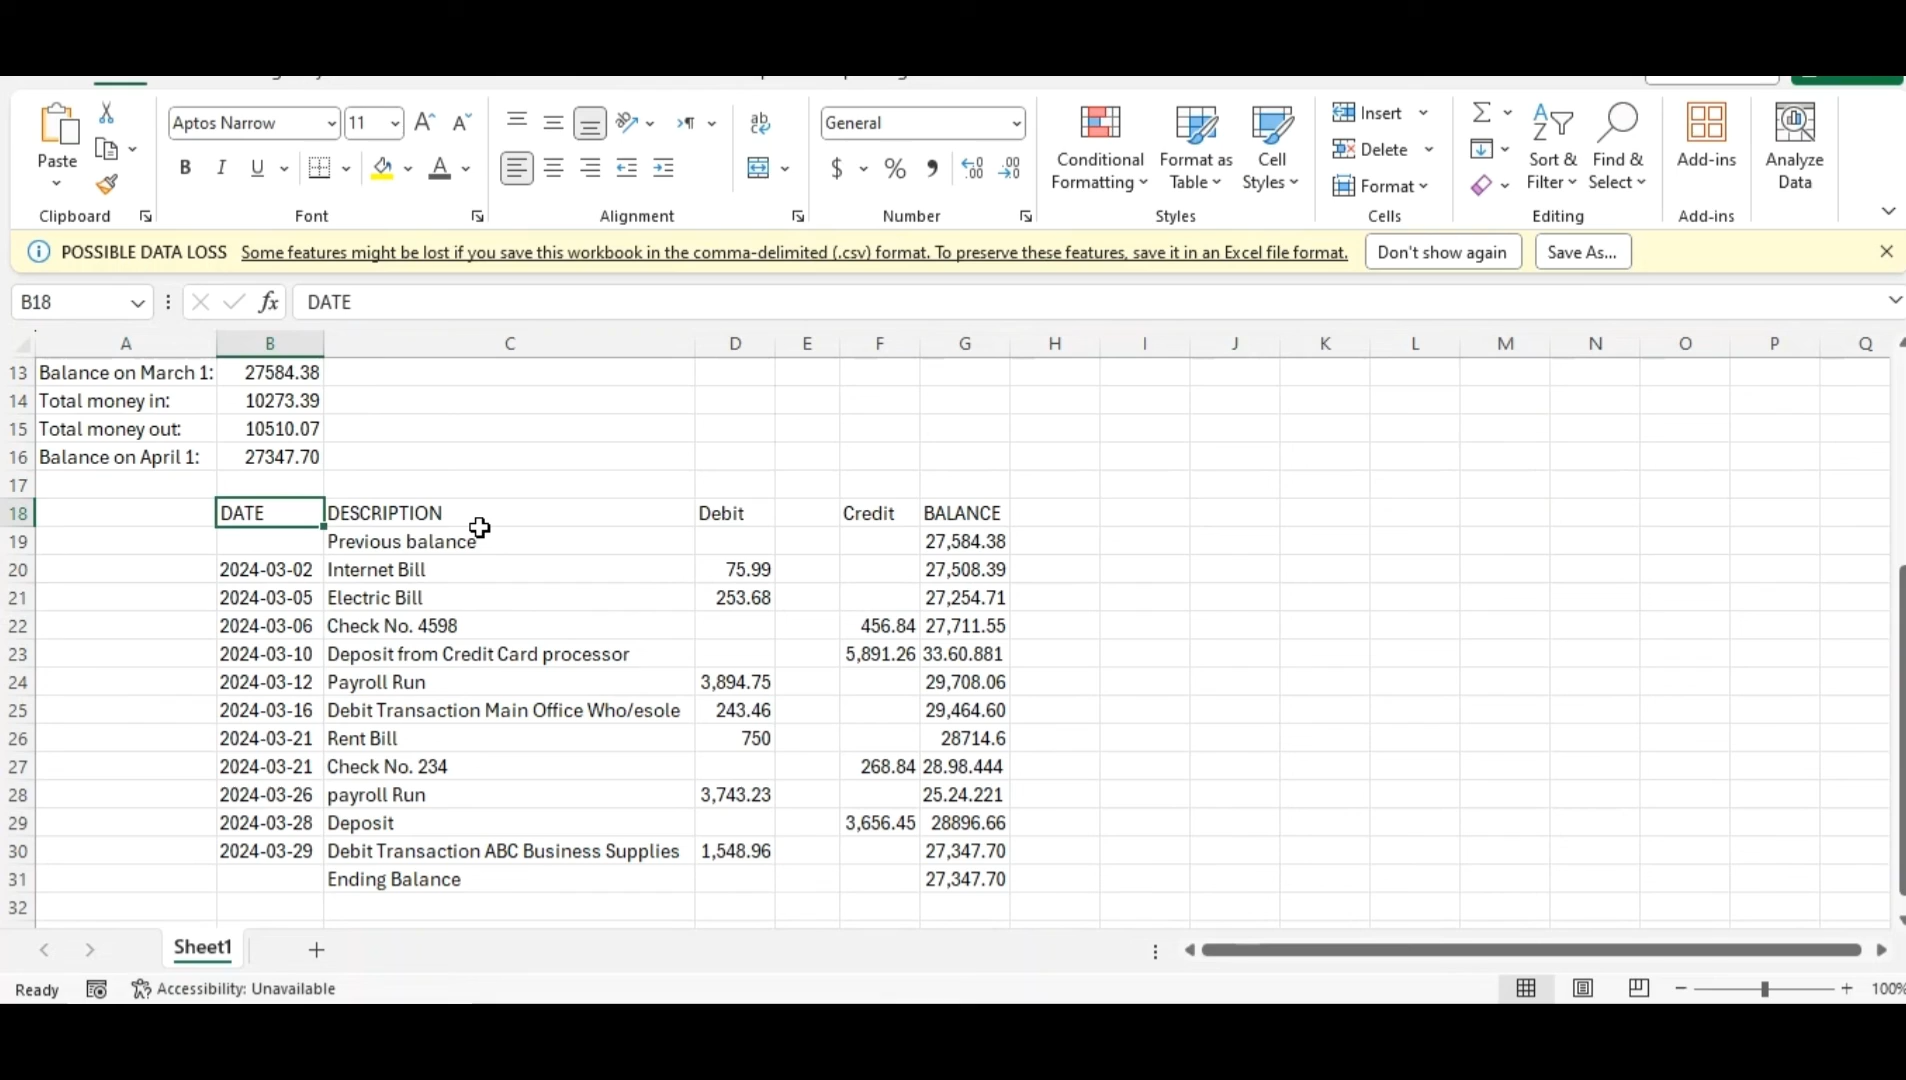 Aptos Narrow 11 General
Paste Conditional Formatting Format as Table Cell Styles Insert Delete Format Sort & Filter Find & Select Add-ins Analyze Data
Clipboard Font Alignment Number Styles Cells Editing Add-ins
POSSIBLE DATA LOSS Some features might be lost if you save this workbook in the comma-delimited (.csv) format. To preserve these features, save it in an Excel file format. Don't show again Save As...
B18 fx DATE
A B C D E F G H I J K L M N O P Q
13 Balance on March 1: 27584.38
14 Total money in: 10273.39
15 Total money out: 10510.07
16 Balance on April 1: 27347.70
17
18 DATE DESCRIPTION Debit Credit BALANCE
19 Previous balance 27,584.38
20 2024-03-02 Internet Bill 75.99 27,508.39
21 2024-03-05 Electric Bill 253.68 27,254.71
22 2024-03-06 Check No. 4598 456.84 27,711.55
23 2024-03-10 Deposit from Credit Card processor 5,891.26 33.60.881
24 2024-03-12 Payroll Run 3,894.75 29,708.06
25 2024-03-16 Debit Transaction Main Office Who/esole 243.46 29,464.60
26 2024-03-21 Rent Bill 750 28714.6
27 2024-03-21 Check No. 234 268.84 28.98.444
28 2024-03-26 payroll Run 3,743.23 25.24.221
29 2024-03-28 Deposit 3,656.45 28896.66
30 2024-03-29 Debit Transaction ABC Business Supplies 1,548.96 27,347.70
31 Ending Balance 27,347.70
32
Sheet1
Ready Accessibility: Unavailable 100%